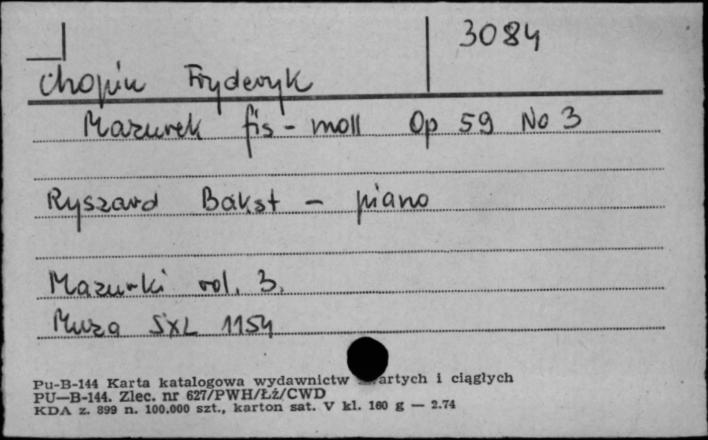 3084
Chopin Fryderyk
Mazurek fis-moll Op 59 No 3
Ryszard Bakst - piano
Mazurki vol. 3.
Muza SXL 1154
Pu-B-144 Karta katalogowa wydawnictw i ciągłych
PU—B-144. Zlec. nr 627/PWH/Łż/CWD
KDA z. 899 n. 100.000 szt., karton sat. V kl. 160 g — 2.74